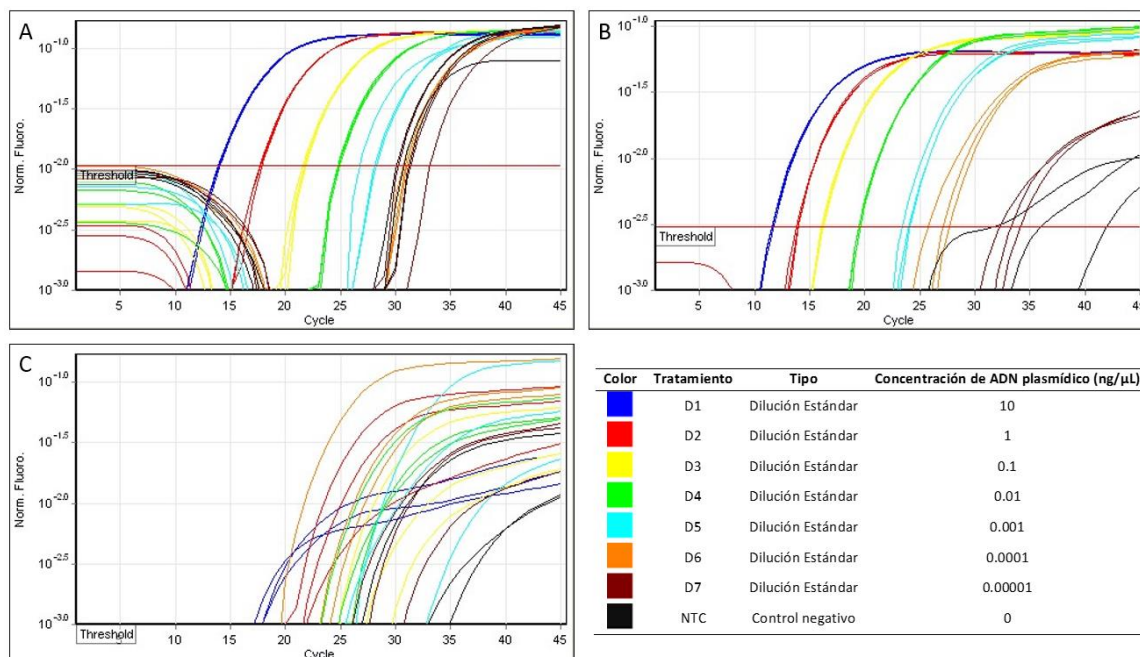 A
10^-1.0
10^-1.5
10^-2.0
10^-2.5
10^-3.0
Norm. Fluoro.
Threshold
5 10 15 20 25 30 35 40 45
Cycle
B
10^-1.0
10^-1.5
10^-2.0
10^-2.5
10^-3.0
Norm. Fluoro.
Threshold
5 10 15 20 25 30 35 40 45
Cycle
C
10^-1.0
10^-1.5
10^-2.0
10^-2.5
10^-3.0
Norm. Fluoro.
Threshold
5 10 15 20 25 30 35 40 45
Cycle
Color Tratamiento Tipo Concentración de ADN plasmídico (ng/µL)
D1 Dilución Estándar 10
D2 Dilución Estándar 1
D3 Dilución Estándar 0.1
D4 Dilución Estándar 0.01
D5 Dilución Estándar 0.001
D6 Dilución Estándar 0.0001
D7 Dilución Estándar 0.00001
NTC Control negativo 0